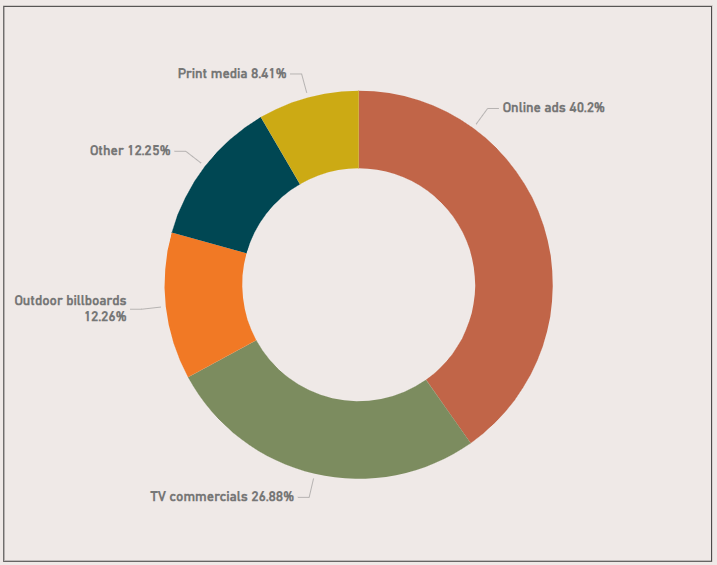 Print media 8.41%
Online ads 40.2%
Other 12.25%
Outdoor billboards
12.26%
TV commercials 26.88%